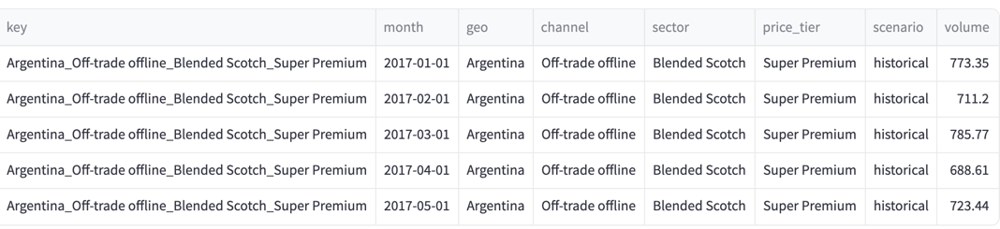 key month geo channel sector price_tier scenario volume
Argentina_Off-trade offline_Blended Scotch_Super Premium 2017-01-01 Argentina Off-trade offline Blended Scotch Super Premium historical 773.35
Argentina_Off-trade offline_Blended Scotch_Super Premium 2017-02-01 Argentina Off-trade offline Blended Scotch Super Premium historical 711.2
Argentina_Off-trade offline_Blended Scotch_Super Premium 2017-03-01 Argentina Off-trade offline Blended Scotch Super Premium historical 785.77
Argentina_Off-trade offline_Blended Scotch_Super Premium 2017-04-01 Argentina Off-trade offline Blended Scotch Super Premium historical 688.61
Argentina_Off-trade offline_Blended Scotch_Super Premium 2017-05-01 Argentina Off-trade offline Blended Scotch Super Premium historical 723.44